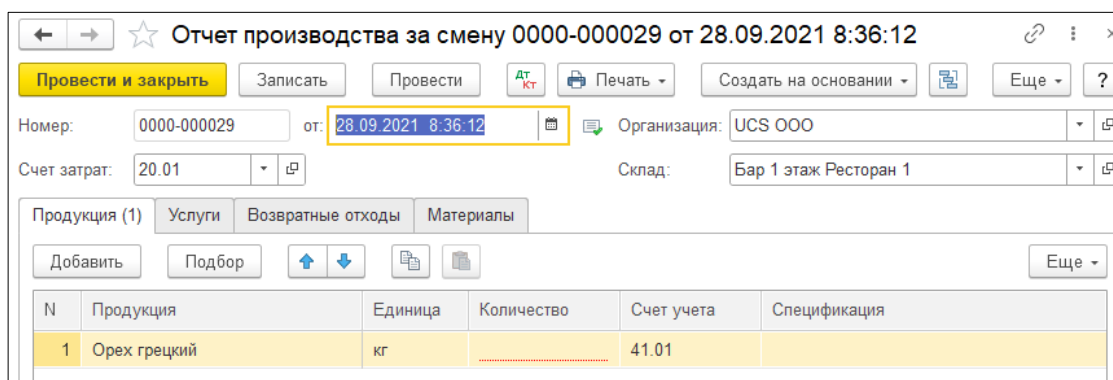 Отчет производства за смену 0000-000029 от 28.09.2021 8:36:12
Провести и закрыть Записать Провести Дт Кт Печать Создать на основании Еще ?
Номер: 0000-000029 от: 28.09.2021 8:36:12 Организация: UCS ООО
Счет затрат: 20.01 Склад: Бар 1 этаж Ресторан 1
Продукция (1) Услуги Возвратные отходы Материалы
Добавить Подбор Еще
N Продукция Единица Количество Счет учета Спецификация
1 Орех грецкий кг 41.01